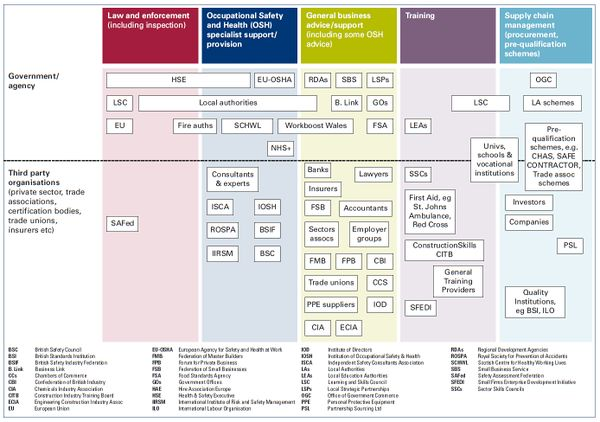 Law and enforcement
(including inspection)
Occupational Safety
and Health (OSH)
specialist support/
provision
General business
advice/support
(including some OSH
advice)
Training
Supply chain
management
(procurement,
pre-qualification
schemes)
Government/
agency
HSE
EU-OSHA
RDAs
SBS
LSPs
OGC
LSC
Local authorities
B. Link
GOs
LSC
LA schemes
EU
Fire auths
SCHWL
Workboost Wales
FSA
LEAs
NHS+
Univs,
schools &
vocational
institutions
Pre-
qualification
schemes, e.g.
CHAS, SAFE
CONTRACTOR,
Trade assoc
schemes
Third party
organisations
(private sector, trade
associations,
certification bodies,
trade unions,
insurers etc)
SAFed
Consultants
& experts
ISCA
IOSH
ROSPA
BSIF
IIRSM
BSC
Banks
Lawyers
Insurers
FSB
Accountants
Sectors
assocs
Employer
groups
FMB
FPB
CBI
Trade unions
CCS
PPE suppliers
IOD
CIA
ECIA
SSCs
First Aid, eg
St. Johns
Ambulance,
Red Cross
ConstructionSkills
CITB
General
Training
Providers
SFEDI
Investors
Companies
PSL
Quality
Institutions,
eg BSI, ILO
BSC British Safety Council
BSI British Standards Institution
BSIF British Safety Industry Federation
B. Link Business Link
CCs Chambers of Commerce
CBI Confederation of British Industry
CIA Chemicals Industry Association
CITB Construction Industry Training Board
ECIA Engineering Construction Industry Assoc
EU European Union
EU-OSHA European Agency for Safety and Health at Work
FMB Federation of Master Builders
FPB Forum for Private Business
FSB Federation of Small Businesses
FSA Food Standards Agency
GOs Government Offices
HAE Hire Association Europe
HSE Health & Safety Executive
IIRSM International Institute of Risk and Safety Management
ILO International Labour Organisation
IOD Institute of Directors
IOSH Institution of Occupational Safety & Health
ISCA Independent Safety Consultants Association
LAs Local Authorities
LEAs Local Education Authorities
LSC Learning and Skills Council
LSPs Local Strategic Partnerships
OGC Office of Government Commerce
PPE Personal Protective Equipment
PSL Partnership Sourcing Ltd
RDAs Regional Development Agencies
ROSPA Royal Society for Prevention of Accidents
SCHWL Scottish Centre for Healthy Working Lives
SBS Small Business Service
SAFed Safety Assessment Federation
SFEDI Small Firms Enterprise Development Initiative
SSCs Sector Skills Councils